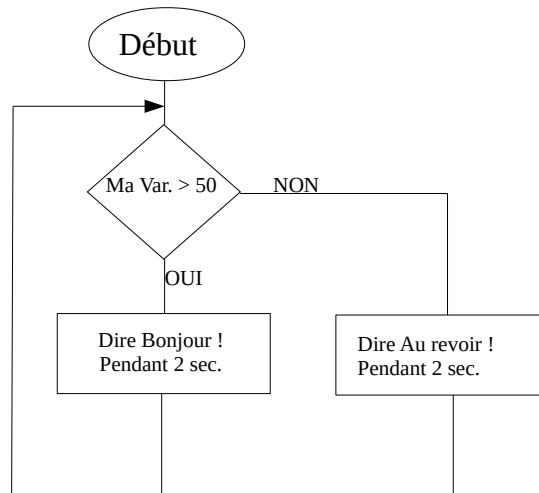 Début
Ma Var. > 50
NON
OUI
Dire Bonjour !
Pendant 2 sec.
Dire Au revoir !
Pendant 2 sec.